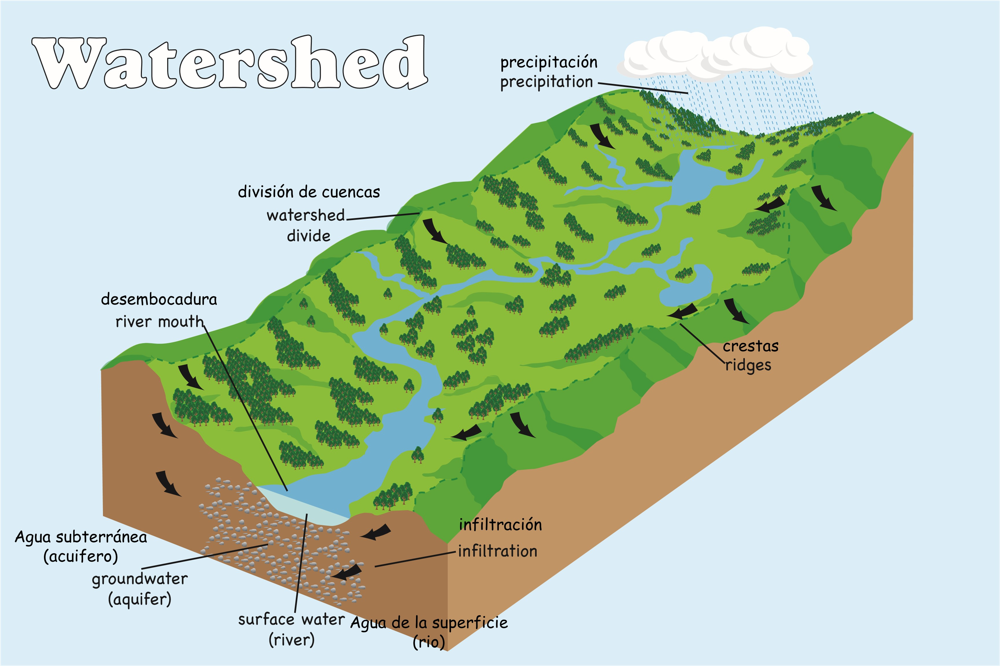 Watershed
precipitación
precipitation
división de cuencas
watershed
divide
desembocadura
river mouth
crestas
ridges
infiltración
infiltration
Agua subterránea
(acuifero)
groundwater
(aquifer)
surface water
(river)
Agua de la superficie
(rio)